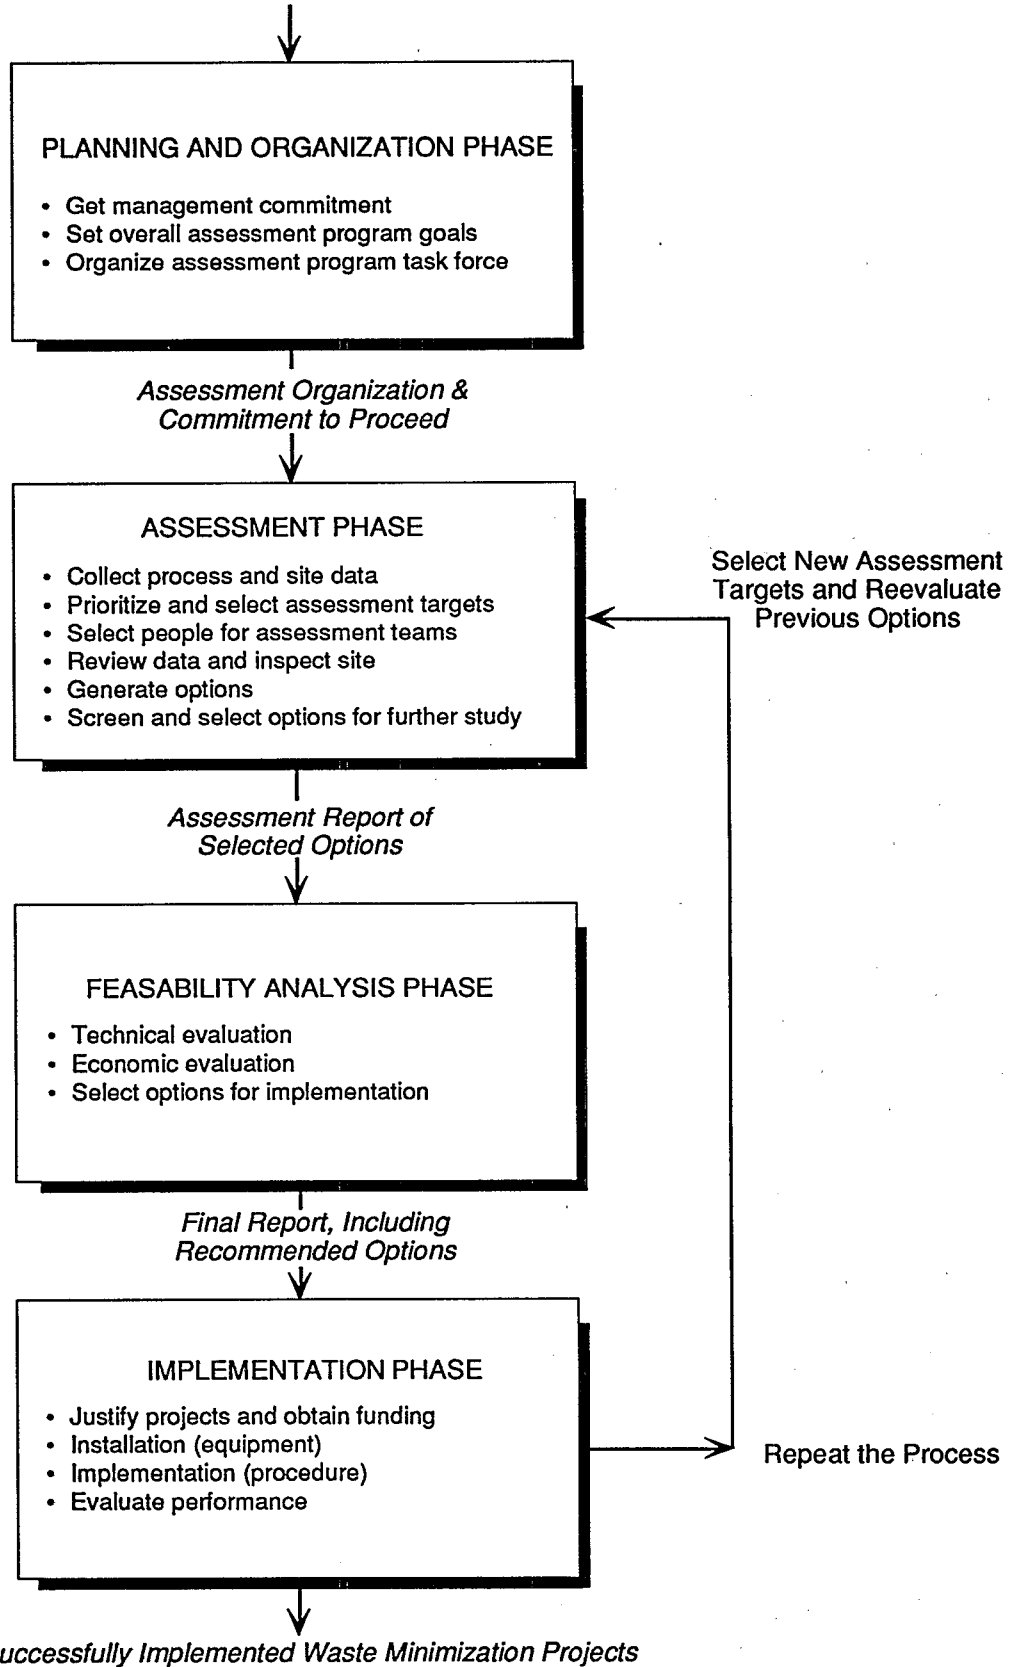 PLANNING AND ORGANIZATION PHASE
• Get management commitment
• Set overall assessment program goals
• Organize assessment program task force
Assessment Organization &
Commitment to Proceed
ASSESSMENT PHASE
• Collect process and site data
• Prioritize and select assessment targets
• Select people for assessment teams
• Review data and inspect site
• Generate options
• Screen and select options for further study
Select New Assessment
Targets and Reevaluate
Previous Options
Assessment Report of
Selected Options
FEASABILITY ANALYSIS PHASE
• Technical evaluation
• Economic evaluation
• Select options for implementation
Final Report, Including
Recommended Options
IMPLEMENTATION PHASE
• Justify projects and obtain funding
• Installation (equipment)
• Implementation (procedure)
• Evaluate performance
Repeat the Process
uccessfully Implemented Waste Minimization Projects